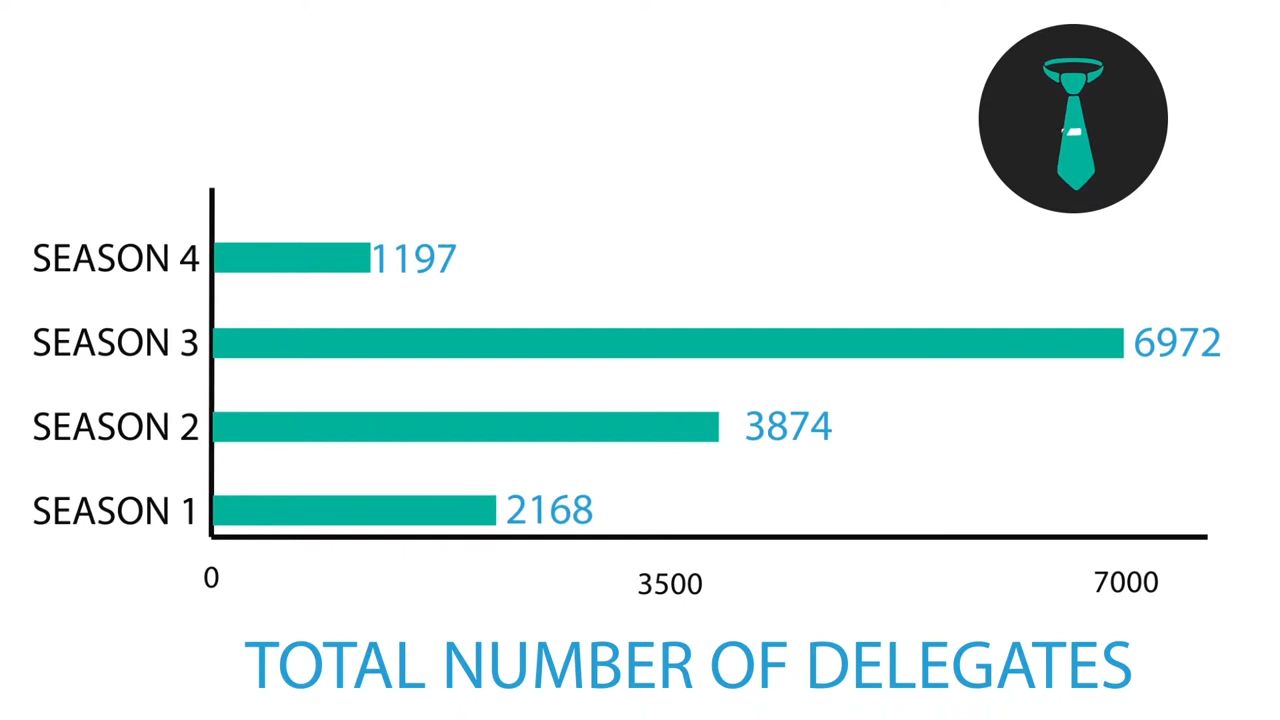 SEASON 4 1197
SEASON 3 6972
SEASON 2 3874
SEASON 1 2168
0 3500 7000
TOTAL NUMBER OF DELEGATES